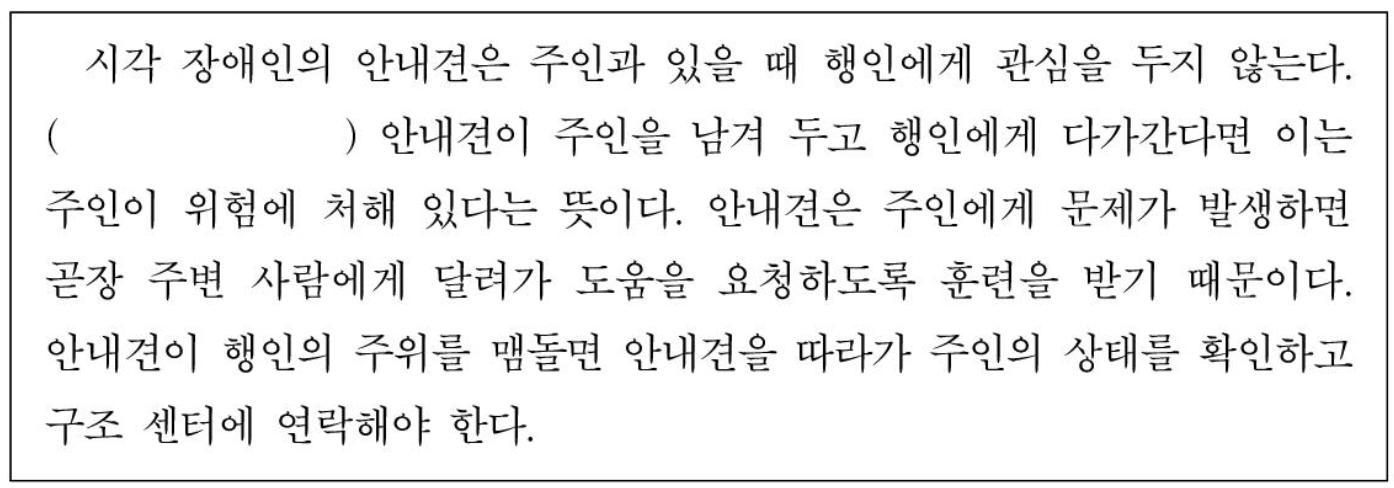 시각 장애인의 안내견은 주인과 있을 때 행인에게 관심을 두지 않는다.
(                    ) 안내견이 주인을 남겨 두고 행인에게 다가간다면 이는
주인이 위험에 처해 있다는 뜻이다. 안내견은 주인에게 문제가 발생하면
곧장 주변 사람에게 달려가 도움을 요청하도록 훈련을 받기 때문이다.
안내견이 행인의 주위를 맴돌면 안내견을 따라가 주인의 상태를 확인하고
구조 센터에 연락해야 한다.